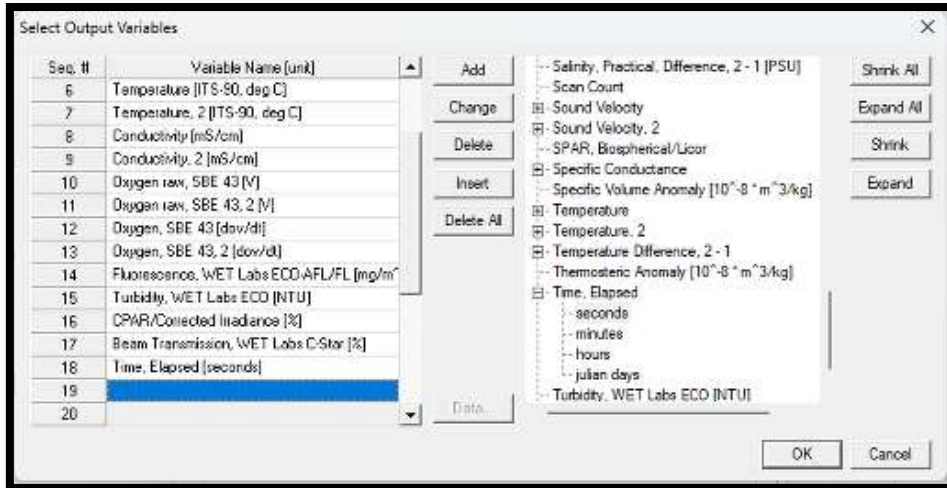 Select Output Variables
Seq. # Variable Name [unit]
6 Temperature [ITS-90, deg C]
7 Temperature, 2 [ITS-90, deg C]
8 Conductivity [mS/cm]
9 Conductivity, 2 [mS/cm]
10 Oxygen raw, SBE 43 [V]
11 Oxygen raw, SBE 43, 2 [V]
12 Oxygen, SBE 43 [dov/dt]
13 Oxygen, SBE 43, 2 [dov/dt]
14 Fluorescence, WET Labs ECO-AFL/FL [mg/m^
15 Turbidity, WET Labs ECO [NTU]
16 CPAR/Corrected Irradiance [%]
17 Beam Transmission, WET Labs C-Star [%]
18 Time, Elapsed [seconds]
19
20
Add
Change
Delete
Insert
Delete All
Data...
Salinity, Practical, Difference, 2 - 1 [PSU]
Scan Count
Sound Velocity
Sound Velocity, 2
SPAR, Biospherical/Licor
Specific Conductance
Specific Volume Anomaly [10^-8 * m^3/kg]
Temperature
Temperature, 2
Temperature Difference, 2 - 1
Thermosteric Anomaly [10^-8 * m^3/kg]
Time, Elapsed
seconds
minutes
hours
julian days
Turbidity, WET Labs ECO [NTU]
Shrink All
Expand All
Shrink
Expand
OK
Cancel